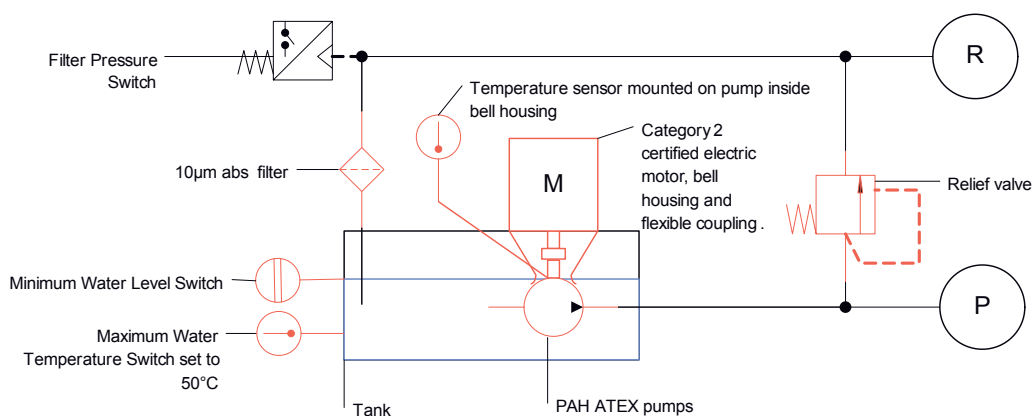 Filter Pressure
Switch
R
Temperature sensor mounted on pump inside
bell housing
Category 2
certified electric
motor, bell
housing and
flexible coupling .
M
10µm abs filter
Relief valve
Minimum Water Level Switch
P
Maximum Water
Temperature Switch set to
50°C
Tank
PAH ATEX pumps